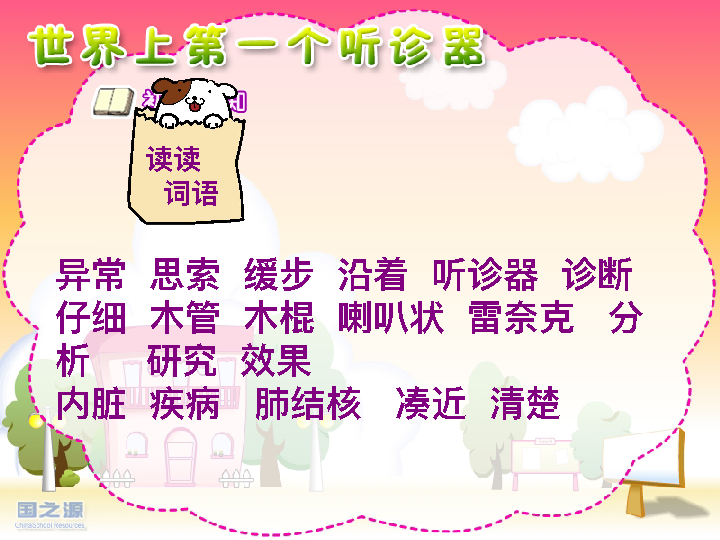 世界上第一个听诊器
读读
词语
异常 思索 缓步 沿着 听诊器 诊断
仔细 木管 木棍 喇叭状 雷奈克 分
析 研究 效果
内脏 疾病 肺结核 凑近 清楚
国之源